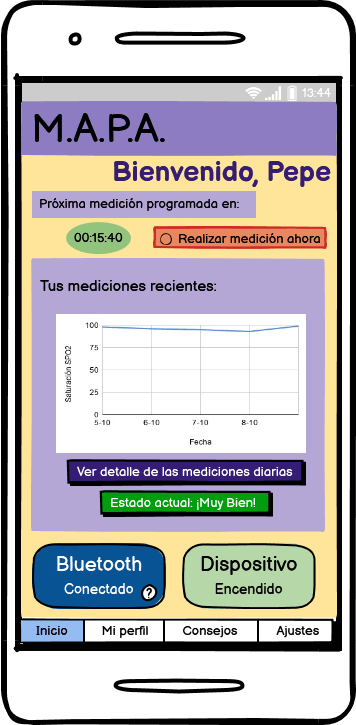 13:44
M.A.P.A.
Bienvenido, Pepe
Próxima medición programada en:
00:15:40
Realizar medición ahora
Tus mediciones recientes:
Saturación SPO2
100
75
50
25
0
5-10 6-10 7-10 8-10
Fecha
Ver detalle de las mediciones diarias
Estado actual: ¡Muy Bien!
Bluetooth
Conectado ?
Dispositivo
Encendido
Inicio Mi perfil Consejos Ajustes